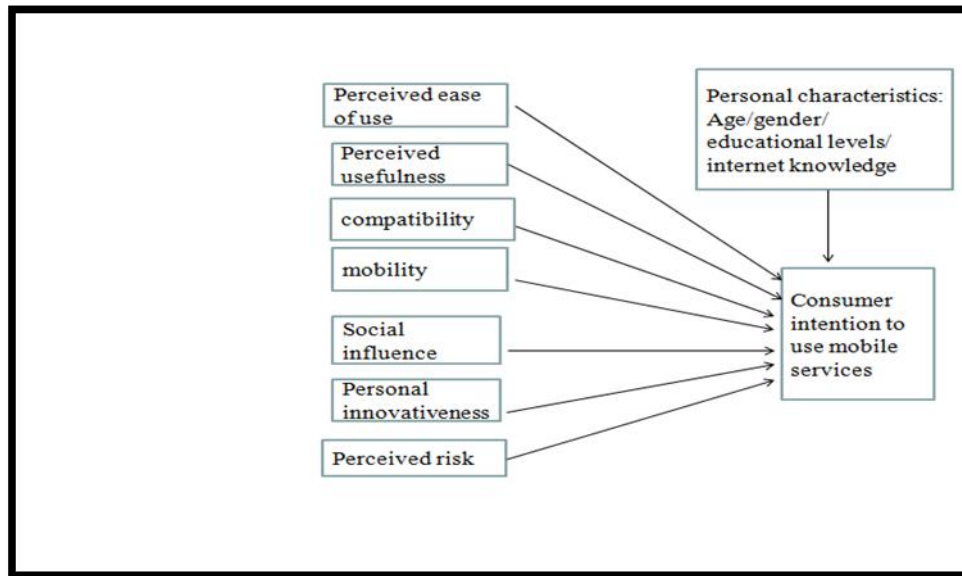 Perceived ease
of use
Perceived
usefulness
compatibility
mobility
Social
influence
Personal
innovativeness
Perceived risk
Personal characteristics:
Age/gender/
educational levels/
internet knowledge
Consumer
intention to
use mobile
services